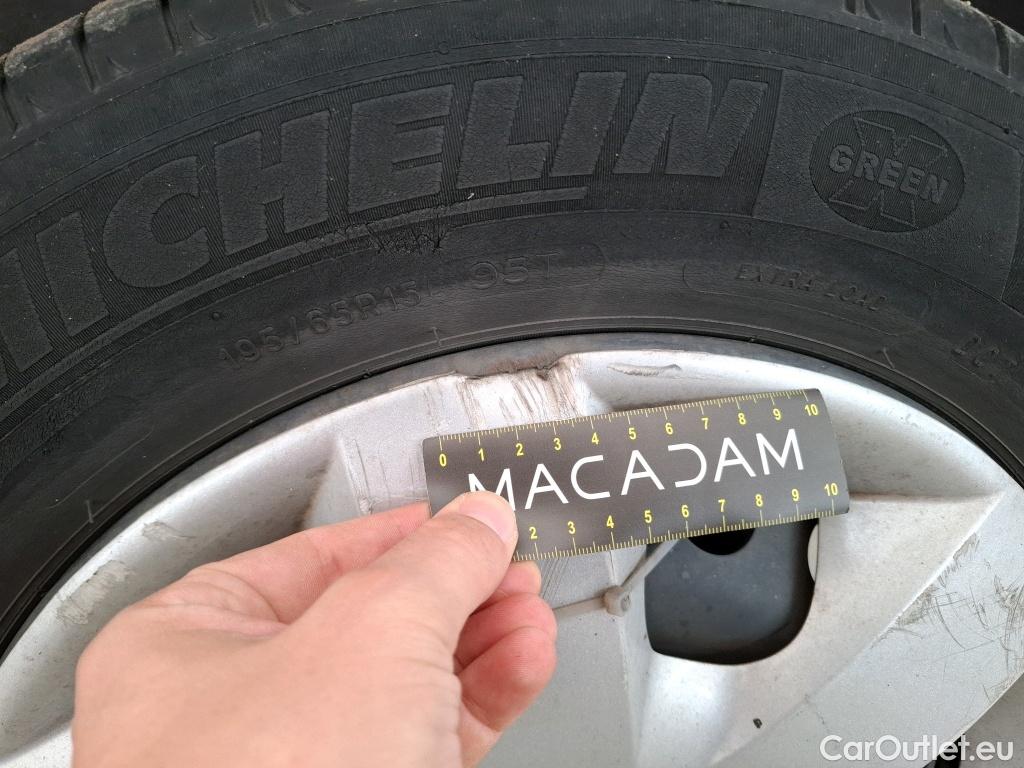 MICHELIN
GREEN X
195/65R15 95T
EXTRA LOAD
0 1 2 3 4 5 6 7 8 9 10
MACADAM
2 3 4 5 6 7 8 9 10
CarOutlet.eu